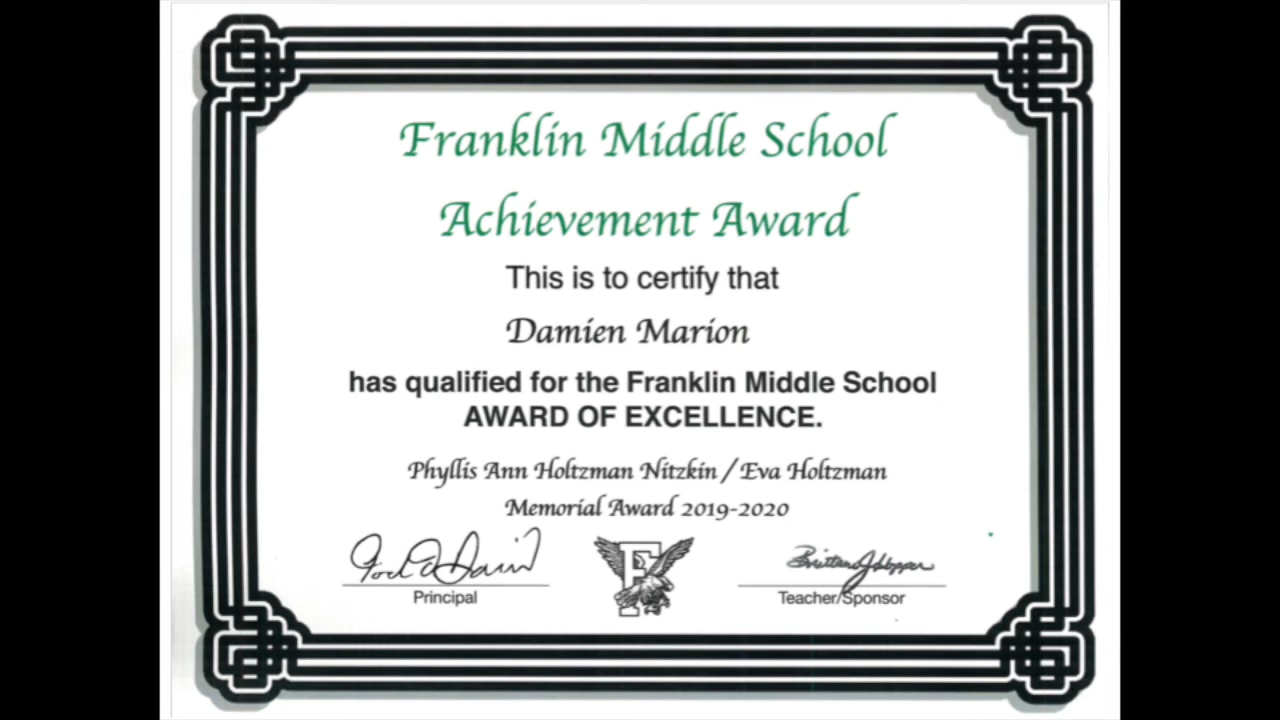 Franklin Middle School
Achievement Award
This is to certify that
Damien Marion
has qualified for the Franklin Middle School
AWARD OF EXCELLENCE.
Phyllis Ann Holtzman Nitzkin / Eva Holtzman
Memorial Award 2019-2020
F
Principal
Teacher/Sponsor